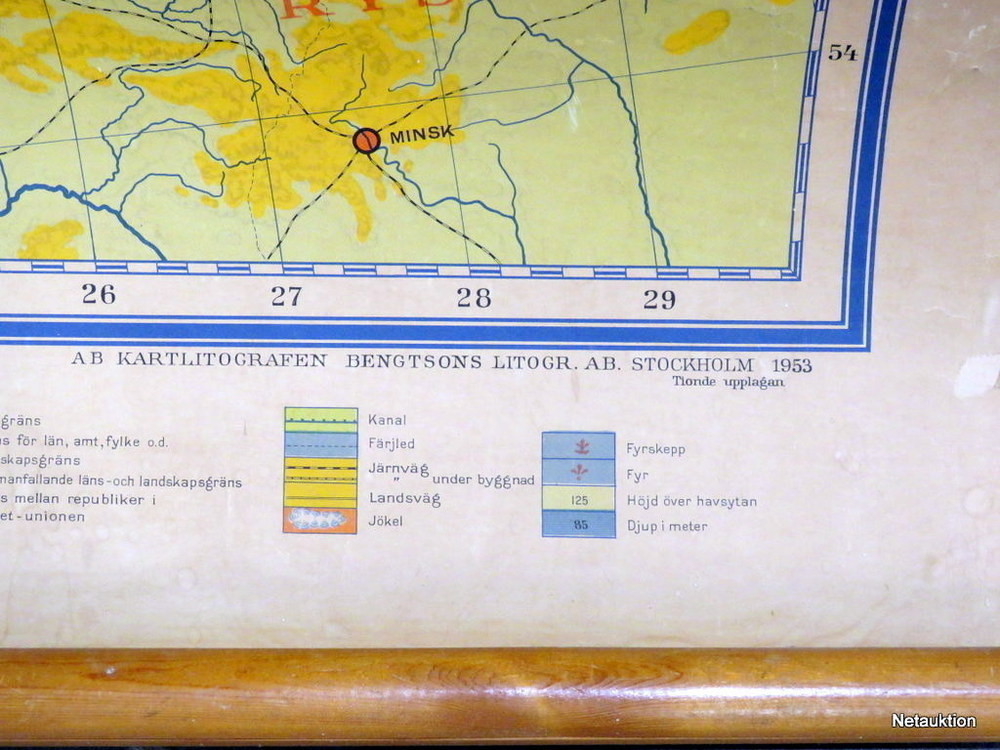 RYS
54
MINSK
26 27 28 29
AB KARTLITOGRAFEN BENGTSONS LITOGR. AB. STOCKHOLM 1953
Tionde upplagan
gräns
s för län, amt, fylke o.d.
skapsgräns
manfallande läns- och landskapsgräns
s mellan republiker i
et-unionen
Kanal
Färjled
Järnväg
" under byggnad
Landsväg
Jökel
Fyrskepp
Fyr
125 Höjd över havsytan
85 Djup i meter
Netauktion